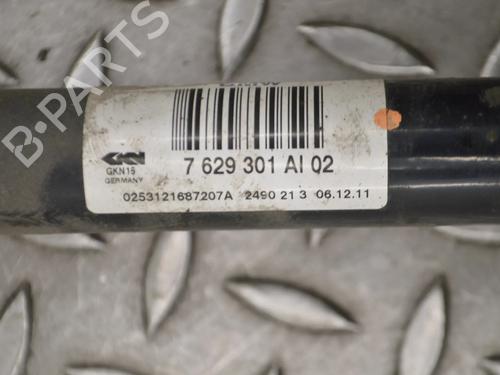 B-PARTS
GKN
7 629 301 AI 02
GKN15
GERMANY
0253121687207A 2490 21 3 06.12.11